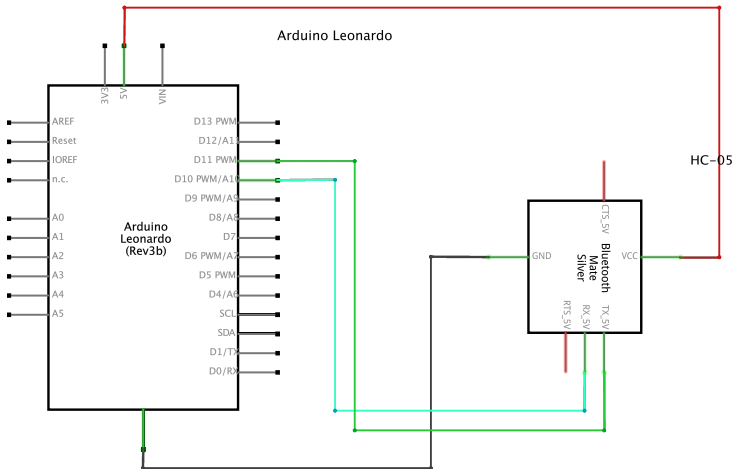 Arduino Leonardo
3V3
5V
VIN
AREF
Reset
IOREF
n.c.
A0
A1
A2
A3
A4
A5
Arduino
Leonardo
(Rev3b)
D13 PWM
D12/A11
D11 PWM
D10 PWM/A10
D9 PWM/A9
D8/A8
D7
D6 PWM/A7
D5 PWM
D4/A6
SCL
SDA
D1/TX
D0/RX
HC-05
CTS_5V
GND
Bluetooth
Mate
Silver
VCC
RTS_5V
RX_5V
TX_5V